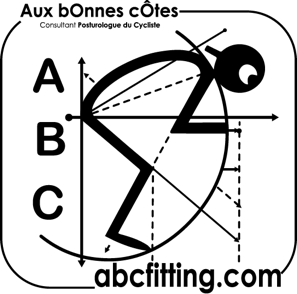 Aux bOnnes cÔtes
Consultant Posturologue du Cycliste
A
B
C
abcfitting.com